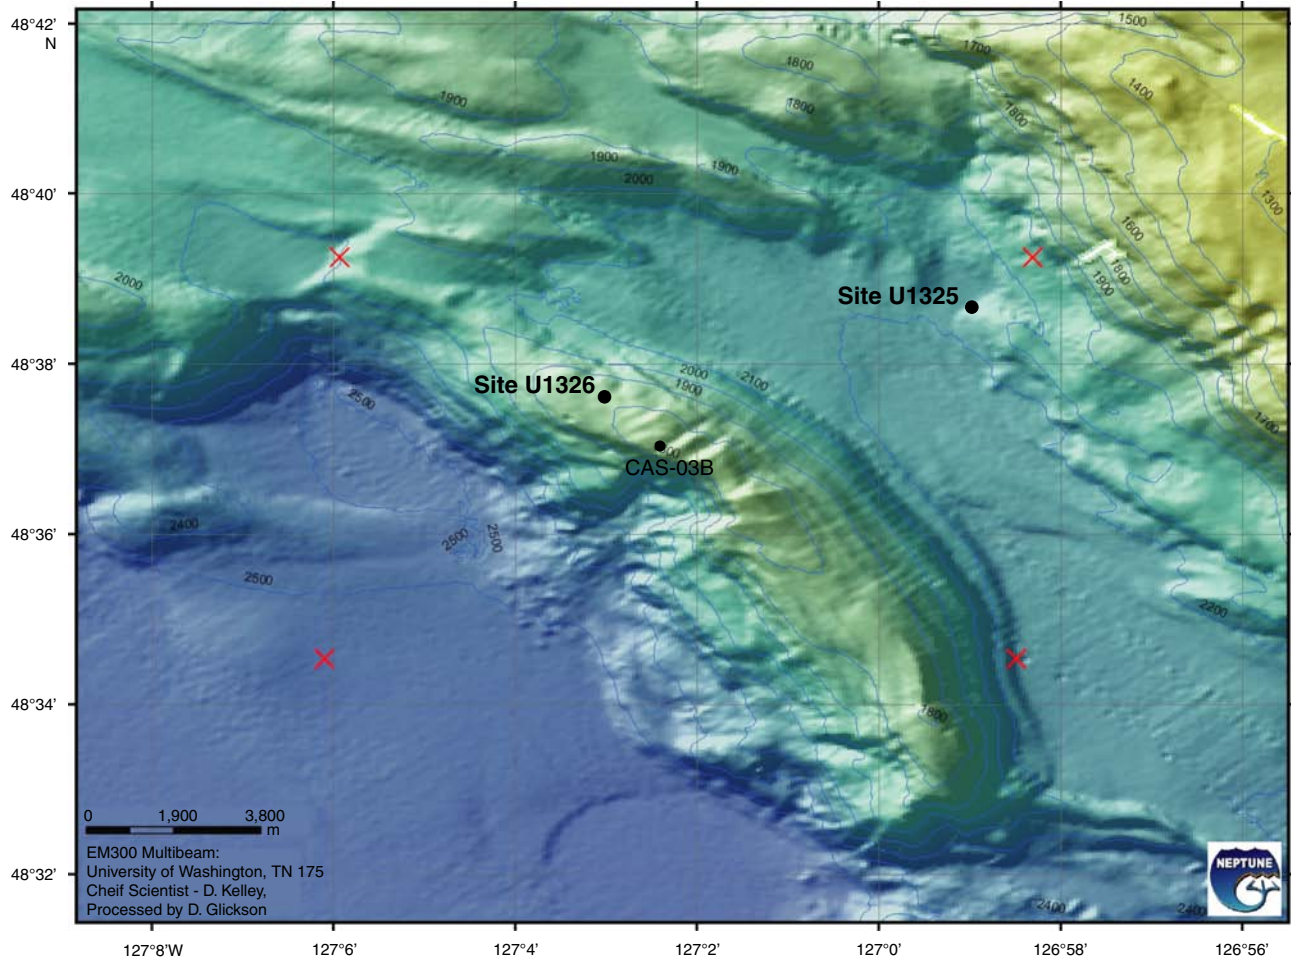 48°42'
N
1500
1700
1800
1400
1900
1800
1800
1900
1900
2000
48°40'
1300
1600
1800
1900
2000
Site U1325
48°38'
2000
2100
1900
Site U1326
2500
1700
CAS-03B
48°36'
2400
2500
2500
2500
2200
48°34'
1800
0 1,900 3,800
m
EM300 Multibeam:
University of Washington, TN 175
Cheif Scientist - D. Kelley,
Processed by D. Glickson
48°32'
NEPTUNE
2400
2400
127°8'W 127°6' 127°4' 127°2' 127°0' 126°58' 126°56'